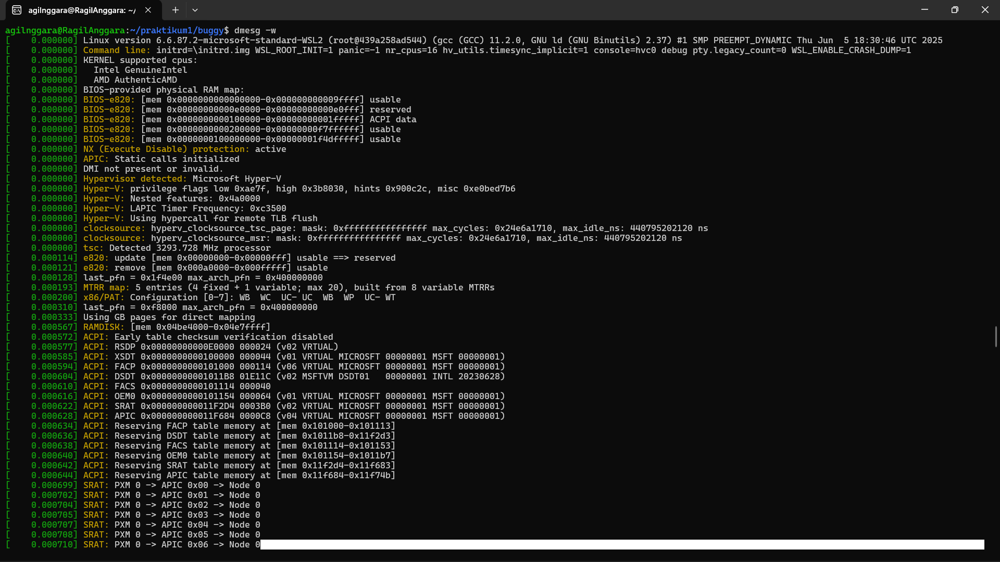 agilnggara@RagilAnggara: ~/
agilnggara@RagilAnggara:~/praktikum1/buggy$ dmesg -w
[    0.000000] Linux version 6.6.87.2-microsoft-standard-WSL2 (root@439a258ad544) (gcc (GCC) 11.2.0, GNU ld (GNU Binutils) 2.37) #1 SMP PREEMPT_DYNAMIC Thu Jun  5 18:30:46 UTC 2025
[    0.000000] Command line: initrd=\initrd.img WSL_ROOT_INIT=1 panic=-1 nr_cpus=16 hv_utils.timesync_implicit=1 console=hvc0 debug pty.legacy_count=0 WSL_ENABLE_CRASH_DUMP=1
[    0.000000] KERNEL supported cpus:
[    0.000000]   Intel GenuineIntel
[    0.000000]   AMD AuthenticAMD
[    0.000000] BIOS-provided physical RAM map:
[    0.000000] BIOS-e820: [mem 0x0000000000000000-0x000000000009ffff] usable
[    0.000000] BIOS-e820: [mem 0x00000000000e0000-0x00000000000e0fff] reserved
[    0.000000] BIOS-e820: [mem 0x0000000000100000-0x00000000001fffff] ACPI data
[    0.000000] BIOS-e820: [mem 0x0000000000200000-0x00000000f7ffffff] usable
[    0.000000] BIOS-e820: [mem 0x0000000100000000-0x00000001f4dfffff] usable
[    0.000000] NX (Execute Disable) protection: active
[    0.000000] APIC: Static calls initialized
[    0.000000] DMI not present or invalid.
[    0.000000] Hypervisor detected: Microsoft Hyper-V
[    0.000000] Hyper-V: privilege flags low 0xae7f, high 0x3b8030, hints 0x900c2c, misc 0xe0bed7b6
[    0.000000] Hyper-V: Nested features: 0x4a0000
[    0.000000] Hyper-V: LAPIC Timer Frequency: 0xc3500
[    0.000000] Hyper-V: Using hypercall for remote TLB flush
[    0.000000] clocksource: hyperv_clocksource_tsc_page: mask: 0xffffffffffffffff max_cycles: 0x24e6a1710, max_idle_ns: 440795202120 ns
[    0.000000] clocksource: hyperv_clocksource_msr: mask: 0xffffffffffffffff max_cycles: 0x24e6a1710, max_idle_ns: 440795202120 ns
[    0.000000] tsc: Detected 3293.728 MHz processor
[    0.000114] e820: update [mem 0x00000000-0x00000fff] usable ==> reserved
[    0.000121] e820: remove [mem 0x000a0000-0x000fffff] usable
[    0.000128] last_pfn = 0x1f4e00 max_arch_pfn = 0x400000000
[    0.000193] MTRR map: 5 entries (4 fixed + 1 variable; max 20), built from 8 variable MTRRs
[    0.000200] x86/PAT: Configuration [0-7]: WB  WC  UC- UC  WB  WP  UC- WT
[    0.000310] last_pfn = 0xf8000 max_arch_pfn = 0x400000000
[    0.000333] Using GB pages for direct mapping
[    0.000567] RAMDISK: [mem 0x04be4000-0x04e7ffff]
[    0.000572] ACPI: Early table checksum verification disabled
[    0.000577] ACPI: RSDP 0x00000000000E0000 000024 (v02 VRTUAL)
[    0.000585] ACPI: XSDT 0x0000000000100000 000044 (v01 VRTUAL MICROSFT 00000001 MSFT 00000001)
[    0.000594] ACPI: FACP 0x0000000000101000 000114 (v06 VRTUAL MICROSFT 00000001 MSFT 00000001)
[    0.000604] ACPI: DSDT 0x00000000001011B8 01E11C (v02 MSFTVM DSDT01   00000001 INTL 20230628)
[    0.000610] ACPI: FACS 0x0000000000101114 000040
[    0.000616] ACPI: OEM0 0x0000000000101154 000064 (v01 VRTUAL MICROSFT 00000001 MSFT 00000001)
[    0.000622] ACPI: SRAT 0x000000000011F2D4 0003B0 (v02 VRTUAL MICROSFT 00000001 MSFT 00000001)
[    0.000628] ACPI: APIC 0x000000000011F684 0000C8 (v04 VRTUAL MICROSFT 00000001 MSFT 00000001)
[    0.000634] ACPI: Reserving FACP table memory at [mem 0x101000-0x101113]
[    0.000636] ACPI: Reserving DSDT table memory at [mem 0x1011b8-0x11f2d3]
[    0.000638] ACPI: Reserving FACS table memory at [mem 0x101114-0x101153]
[    0.000640] ACPI: Reserving OEM0 table memory at [mem 0x101154-0x1011b7]
[    0.000642] ACPI: Reserving SRAT table memory at [mem 0x11f2d4-0x11f683]
[    0.000644] ACPI: Reserving APIC table memory at [mem 0x11f684-0x11f74b]
[    0.000699] SRAT: PXM 0 -> APIC 0x00 -> Node 0
[    0.000702] SRAT: PXM 0 -> APIC 0x01 -> Node 0
[    0.000704] SRAT: PXM 0 -> APIC 0x02 -> Node 0
[    0.000705] SRAT: PXM 0 -> APIC 0x03 -> Node 0
[    0.000707] SRAT: PXM 0 -> APIC 0x04 -> Node 0
[    0.000708] SRAT: PXM 0 -> APIC 0x05 -> Node 0
[    0.000710] SRAT: PXM 0 -> APIC 0x06 -> Node 0